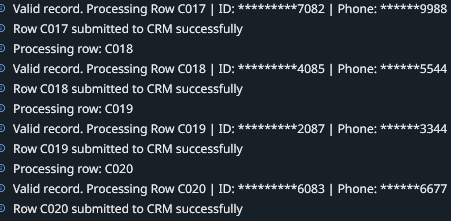 Valid record. Processing Row C017 | ID: *********7082 | Phone: ******9988
Row C017 submitted to CRM successfully
Processing row: C018
Valid record. Processing Row C018 | ID: *********4085 | Phone: ******5544
Row C018 submitted to CRM successfully
Processing row: C019
Valid record. Processing Row C019 | ID: *********2087 | Phone: ******3344
Row C019 submitted to CRM successfully
Processing row: C020
Valid record. Processing Row C020 | ID: *********6083 | Phone: ******6677
Row C020 submitted to CRM successfully